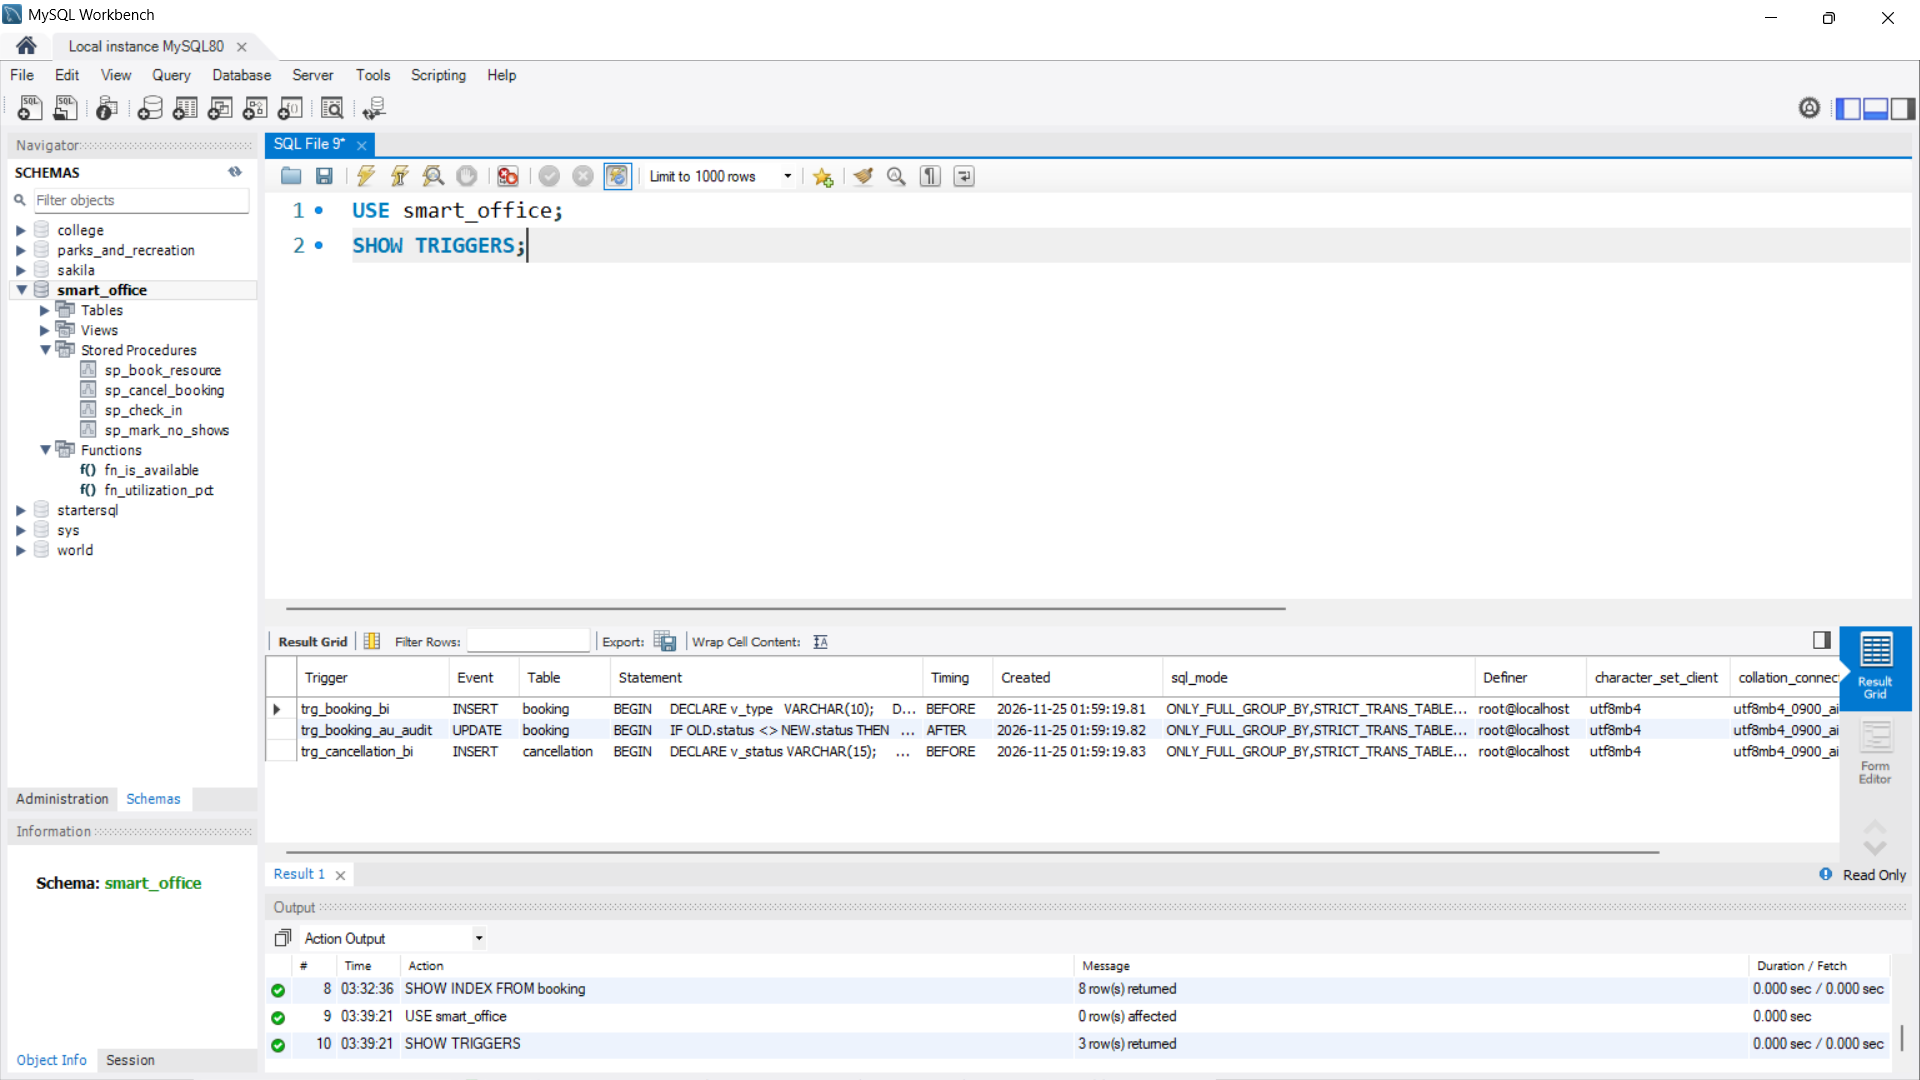 MySQL Workbench
Local instance MySQL80
File Edit View Query Database Server Tools Scripting Help
Navigator
SCHEMAS
Filter objects
college
parks_and_recreation
sakila
smart_office
Tables
Views
Stored Procedures
sp_book_resource
sp_cancel_booking
sp_check_in
sp_mark_no_shows
Functions
f() fn_is_available
f() fn_utilization_pct
startersql
sys
world
Administration Schemas
Information
Schema: smart_office
Object Info Session
SQL File 9*
Limit to 1000 rows
1 USE smart_office;
2 SHOW TRIGGERS;
Result Grid Filter Rows: Export: Wrap Cell Content:
Trigger Event Table Statement Timing Created sql_mode Definer character_set_client collation_connec
trg_booking_bi INSERT booking BEGIN DECLARE v_type VARCHAR(10); D... BEFORE 2026-11-25 01:59:19.81 ONLY_FULL_GROUP_BY,STRICT_TRANS_TABLE... root@localhost utf8mb4 utf8mb4_0900_ai
trg_booking_au_audit UPDATE booking BEGIN IF OLD.status <> NEW.status THEN ... AFTER 2026-11-25 01:59:19.82 ONLY_FULL_GROUP_BY,STRICT_TRANS_TABLE... root@localhost utf8mb4 utf8mb4_0900_ai
trg_cancellation_bi INSERT cancellation BEGIN DECLARE v_status VARCHAR(15); ... BEFORE 2026-11-25 01:59:19.83 ONLY_FULL_GROUP_BY,STRICT_TRANS_TABLE... root@localhost utf8mb4 utf8mb4_0900_ai
Result
Grid
Form
Editor
Result 1
Read Only
Output
Action Output
# Time Action Message Duration / Fetch
8 03:32:36 SHOW INDEX FROM booking 8 row(s) returned 0.000 sec / 0.000 sec
9 03:39:21 USE smart_office 0 row(s) affected 0.000 sec
10 03:39:21 SHOW TRIGGERS 3 row(s) returned 0.000 sec / 0.000 sec